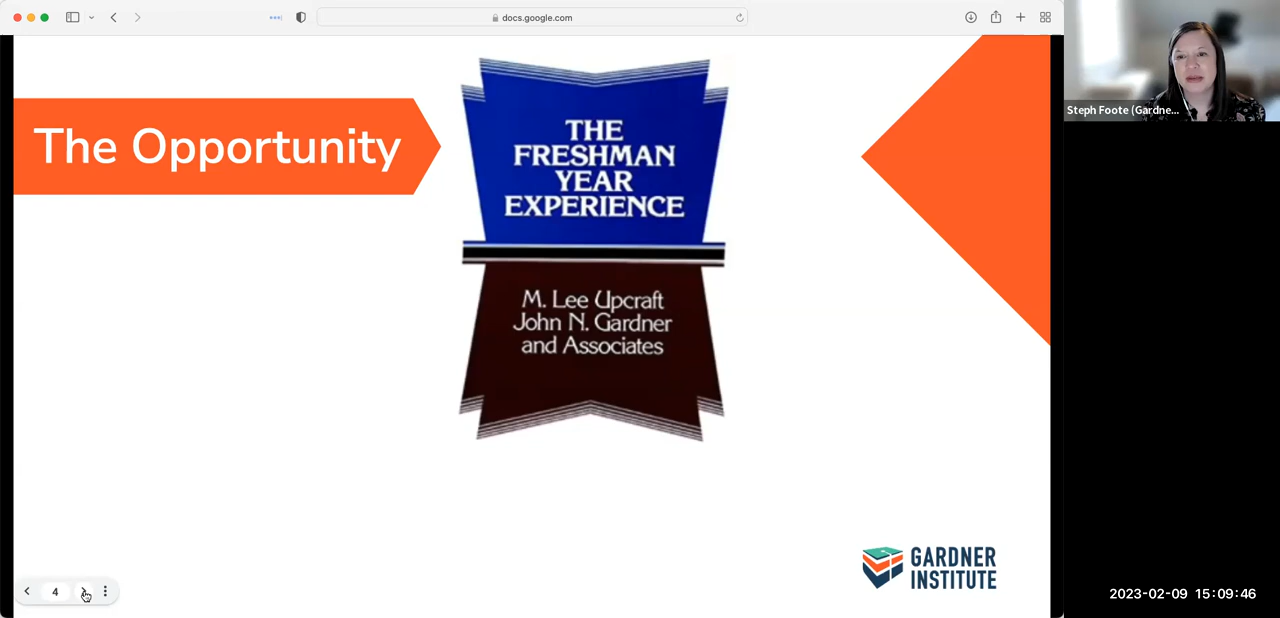 docs.google.com
The Opportunity
THE
FRESHMAN
YEAR
EXPERIENCE
M. Lee Upcraft
John N. Gardner
and Associates
GARDNER
INSTITUTE
4
Steph Foote (Gardne...
2023-02-09 15:09:46